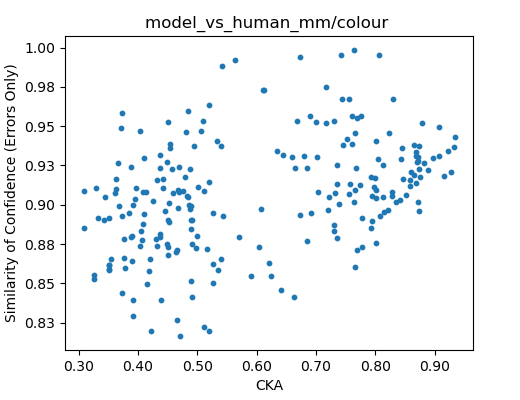 model_vs_human_mm/colour
Similarity of Confidence (Errors Only)
1.00
0.98
0.95
0.93
0.90
0.88
0.85
0.83
0.30 0.40 0.50 0.60 0.70 0.80 0.90
CKA